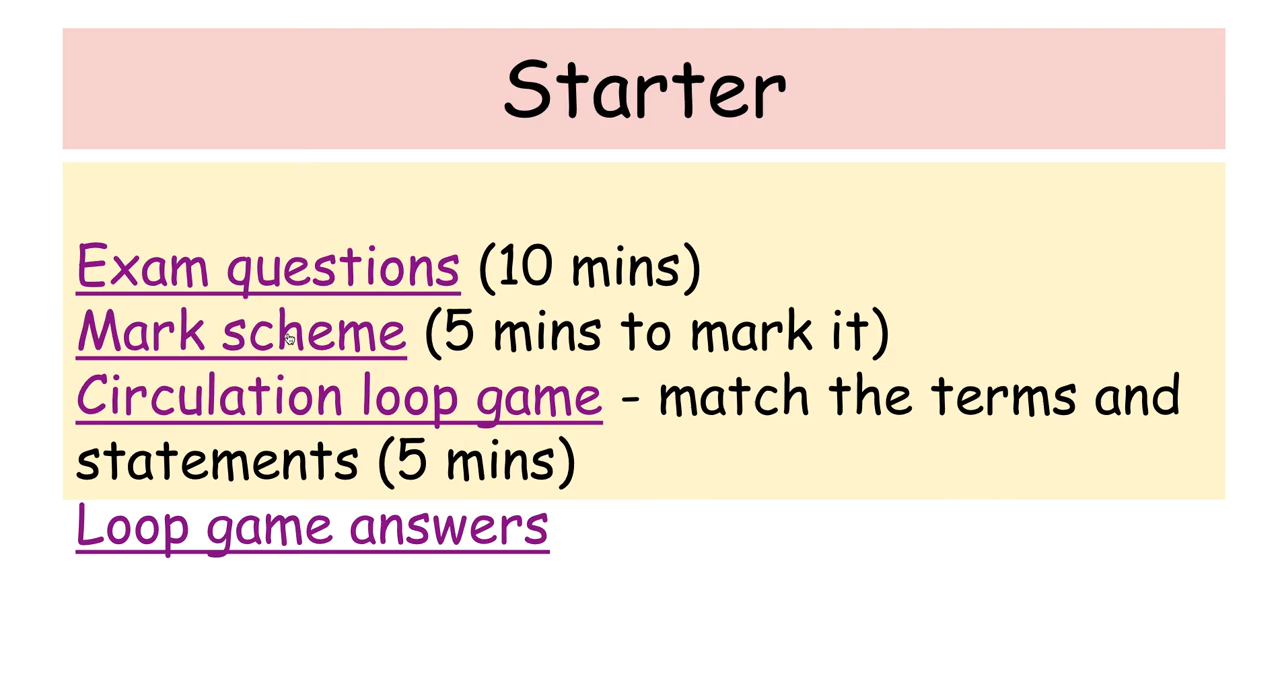 Starter
Exam questions (10 mins)
Mark scheme (5 mins to mark it)
Circulation loop game - match the terms and
statements (5 mins)
Loop game answers